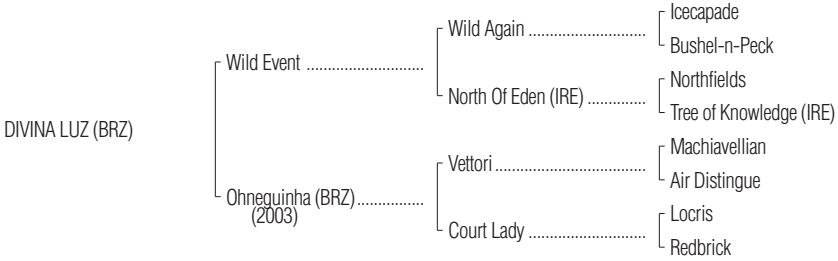 Icecapade
Wild Again ............................
Bushel-n-Peck
Wild Event ............................
Northfields
North Of Eden (IRE) ..............
Tree of Knowledge (IRE)
DIVINA LUZ (BRZ)
Machiavellian
Vettori ....................................
Air Distingue
Ohneguinha (BRZ) ................
(2003)
Locris
Court Lady ............................
Redbrick